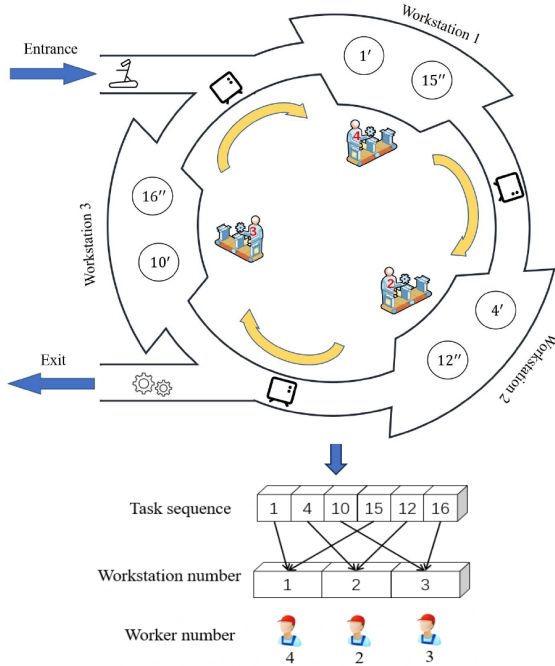 Workstation 1
Entrance
1′
15″
4
16″
3
Workstation 3
10′
2
4′
12″
Workstation 2
Exit
Task sequence
1 4 10 15 12 16
Workstation number
1 2 3
Worker number
4 2 3